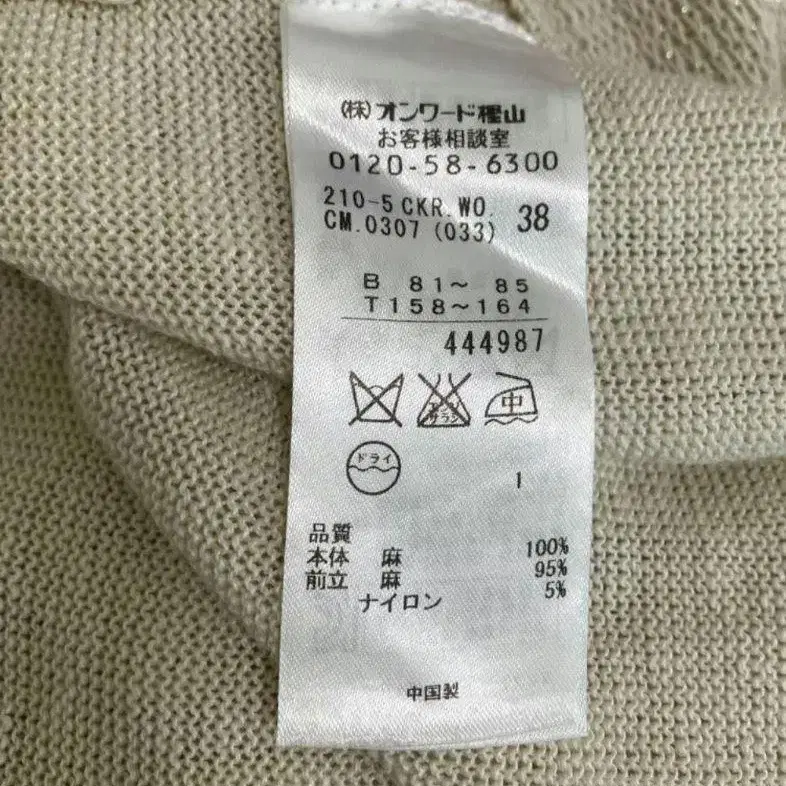 (株)オンワード樫山
お客様相談室
0120-58-6300
210-5 CKR.WO. 38
CM.0307 (033)
B 81～ 85
T158～164
444987
中
ドライ
1
品質
本体 麻 100%
前立 麻 95%
ナイロン 5%
中国製